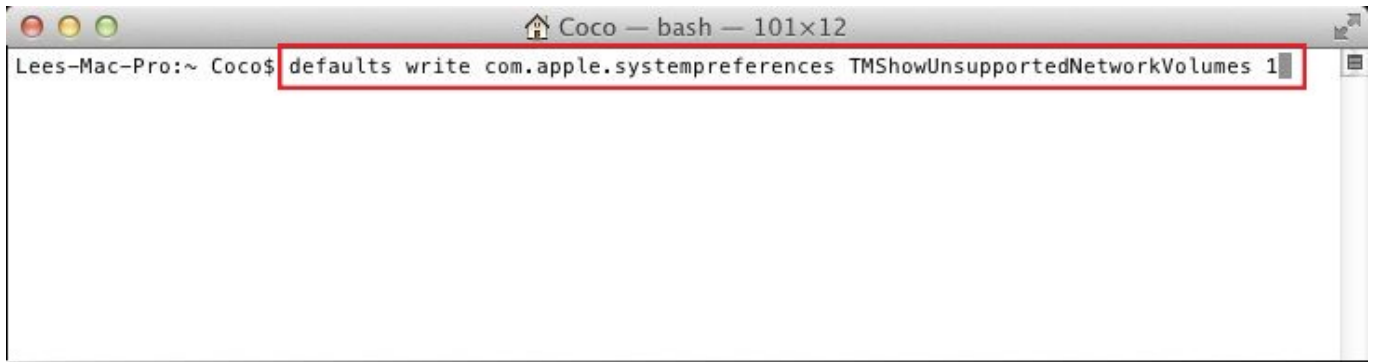 Coco — bash — 101×12
Lees-Mac-Pro:~ Coco$ defaults write com.apple.systempreferences TMShowUnsupportedNetworkVolumes 1